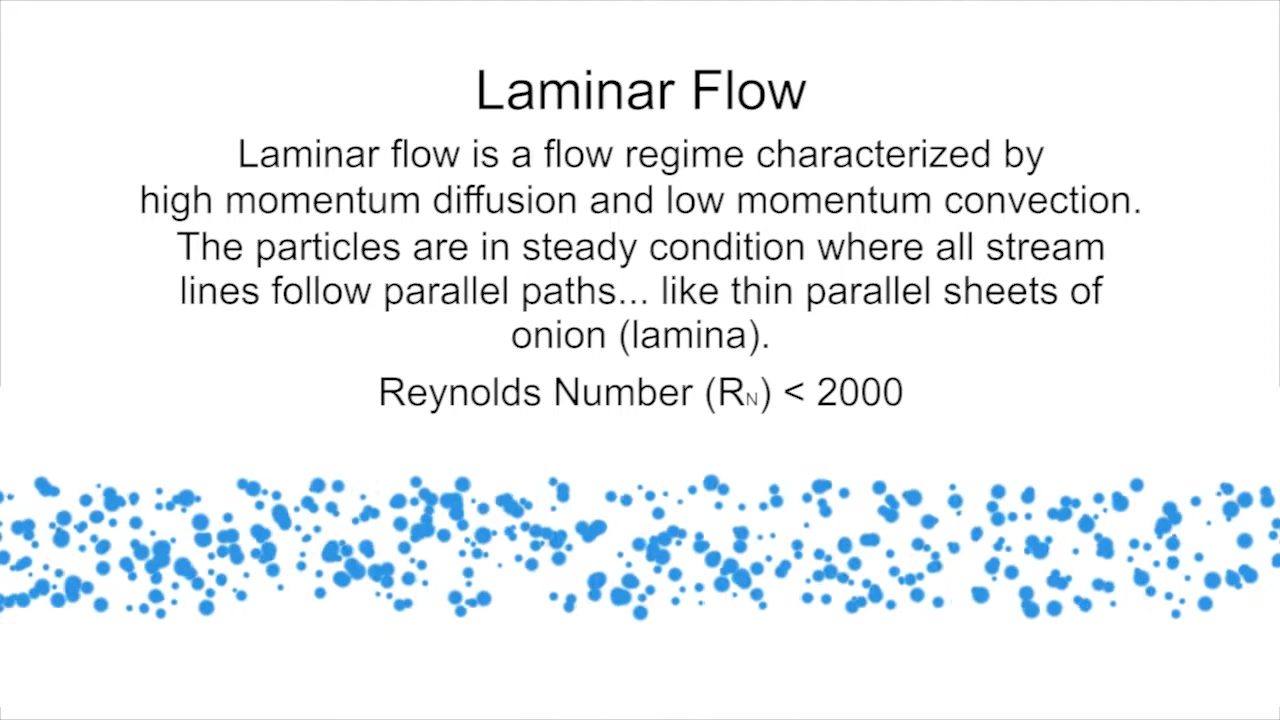 Laminar Flow
Laminar flow is a flow regime characterized by
high momentum diffusion and low momentum convection.
The particles are in steady condition where all stream
lines follow parallel paths... like thin parallel sheets of
onion (lamina).
Reynolds Number (RN) < 2000